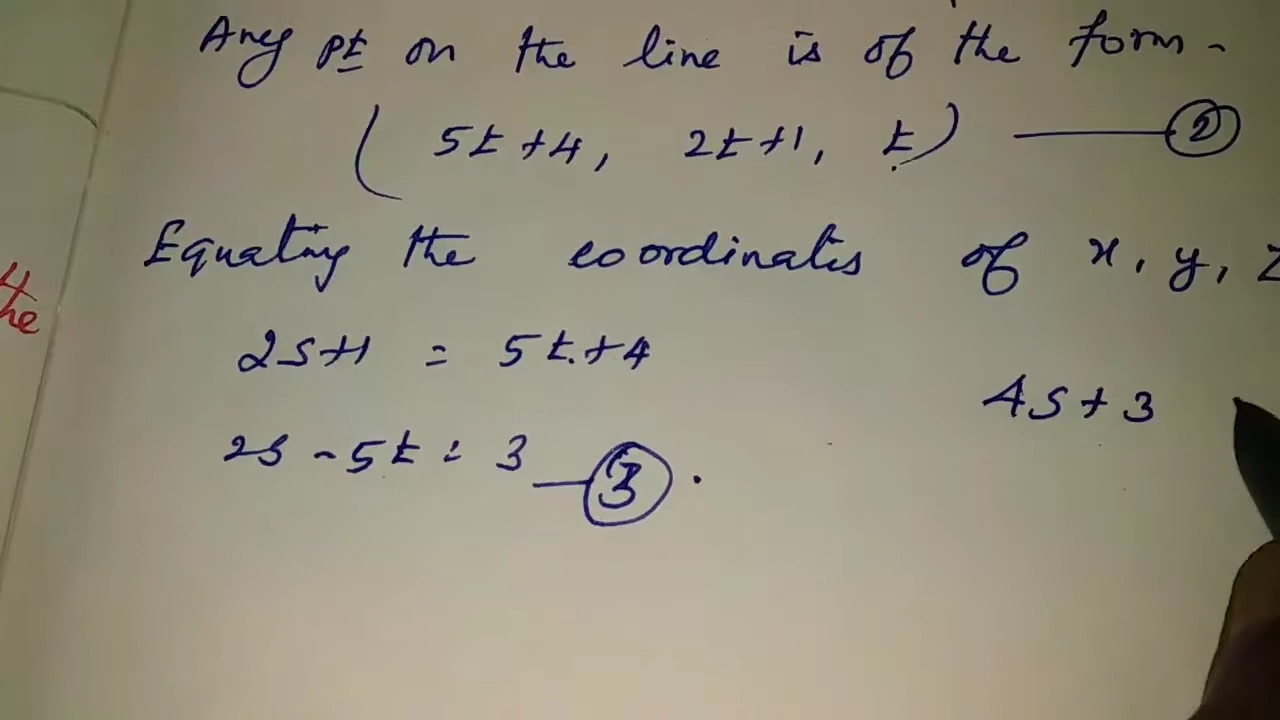 Any pt on the line is of the form -
( 5t+4, 2t+1, t) — 2
Equating the coordinates of x, y, z
the
2s+1 = 5t+4
4s+3
2s - 5t = 3 — 3 .